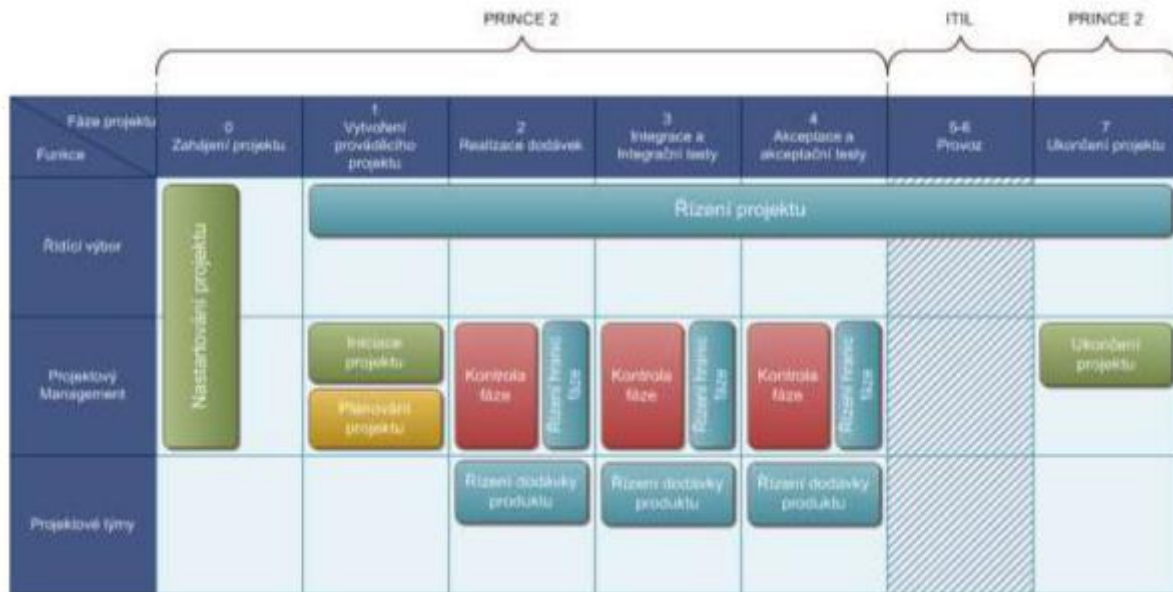 PRINCE 2
ITIL
PRINCE 2
Fáze projektu
Funkce
0
Zahájení projektu
1
Vytvoření
prováděcího
projektu
2
Realizace dodávek
3
Integrace a
Integrační testy
4
Akceptace a
akceptační testy
5-6
Provoz
7
Ukončení projektu
Řídící výbor
Nastartování projektu
Řízení projektu
Projektový
Management
Iniciace
projektu
Plánování
projektu
Kontrola
fáze
Řízení hranic
fáze
Kontrola
fáze
Řízení hranic
fáze
Kontrola
fáze
Řízení hranic
fáze
Ukončení
projektu
Projektové týmy
Řízení dodávky
produktu
Řízení dodávky
produktu
Řízení dodávky
produktu